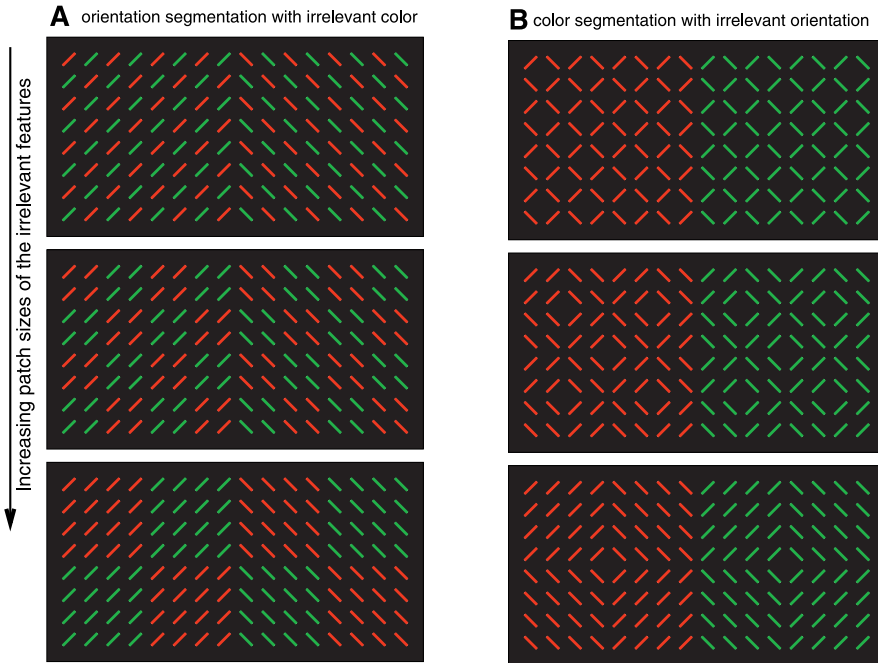 A orientation segmentation with irrelevant color
B color segmentation with irrelevant orientation
Increasing patch sizes of the irrelevant features